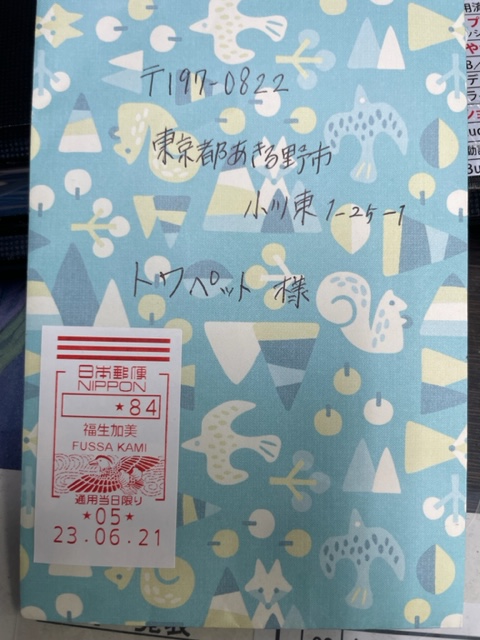 〒197-0822
東京都あきる野市
小川東1-25-1
トワペット 様
日本郵便
NIPPON
★84
福生加美
FUSSA KAMI
通用当日限り
★05★
23.06.21